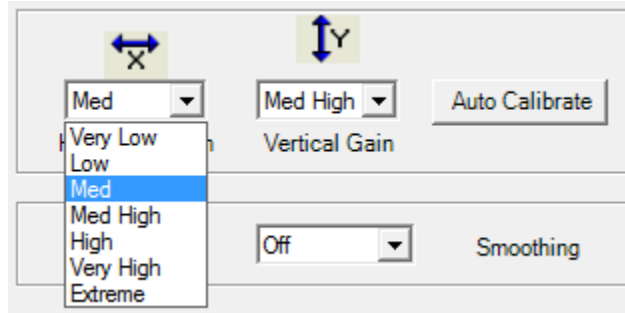 X
Y
Med
Med High
Auto Calibrate
Vertical Gain
Very Low
Low
Med
Med High
High
Very High
Extreme
Off
Smoothing